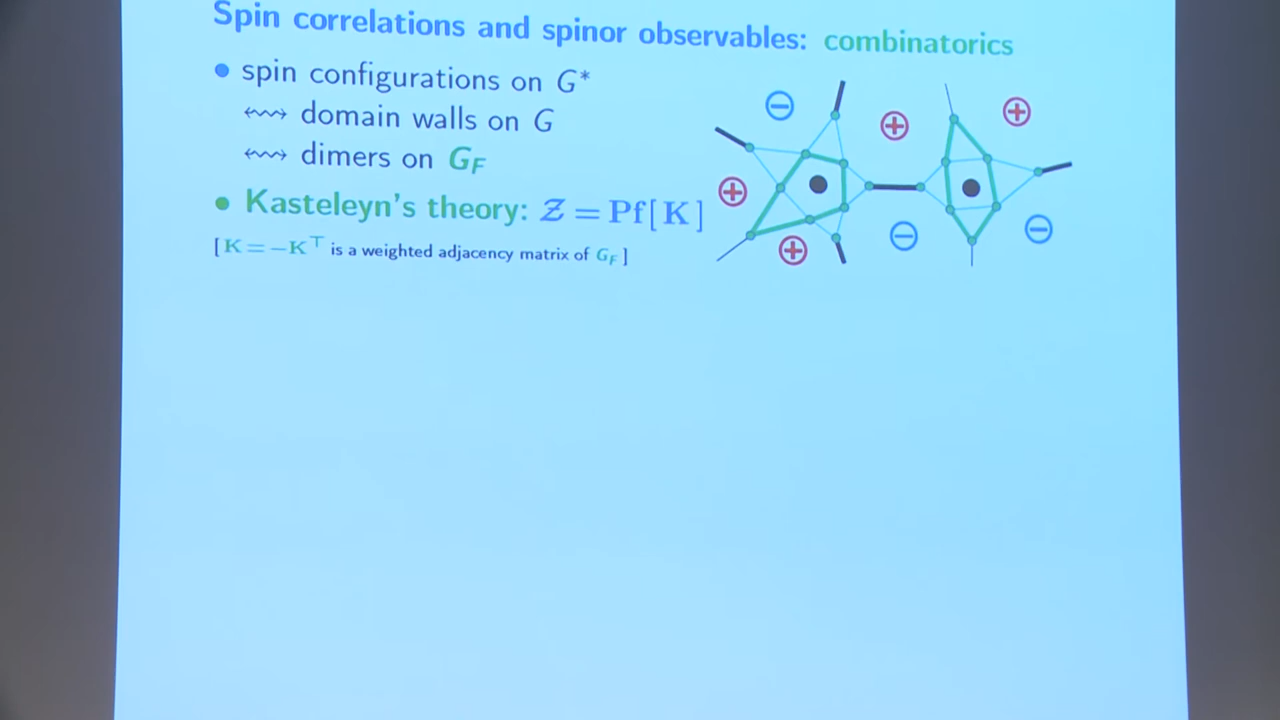 Spin correlations and spinor observables: combinatorics
• spin configurations on G*
⇝ domain walls on G
⇝ dimers on G_F
• Kasteleyn's theory: Z = Pf[K]
[K = −K^⊤ is a weighted adjacency matrix of G_F]
⊖ ⊕ ⊕
⊕
⊖ ⊖
⊕